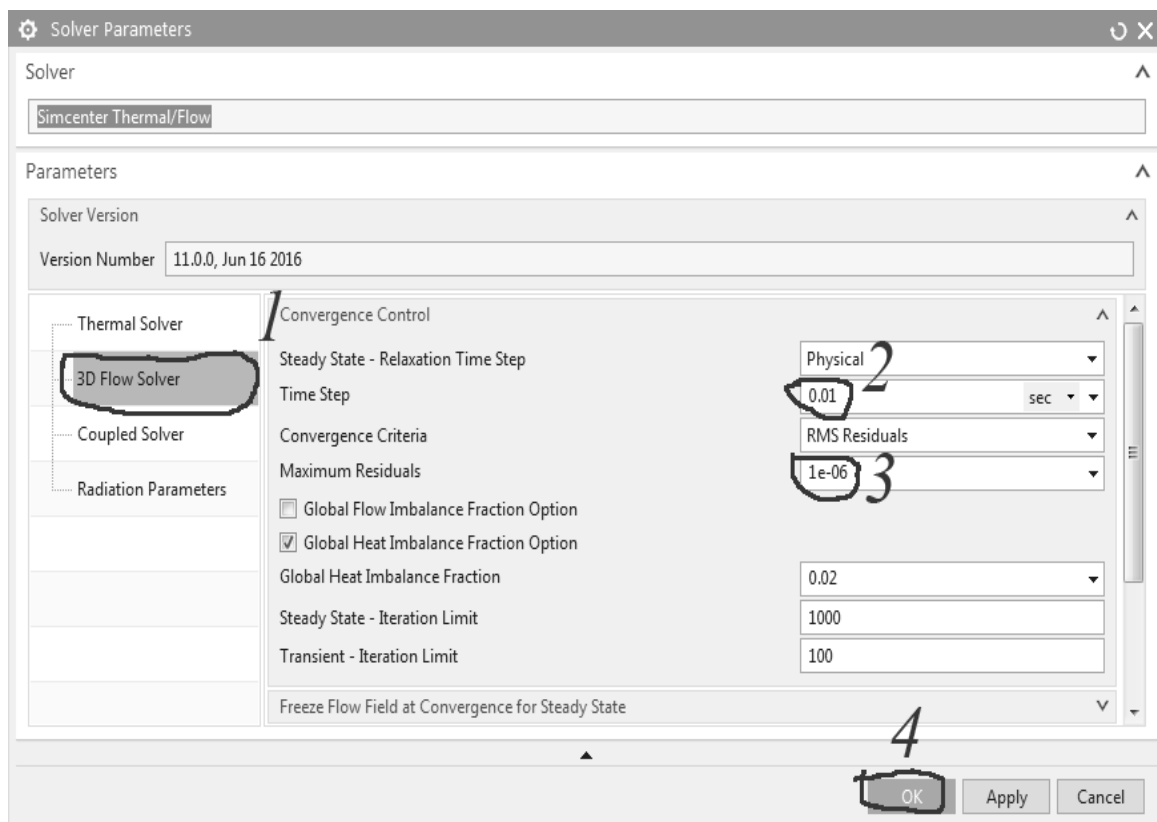 Solver Parameters
Solver
Simcenter Thermal/Flow
Parameters
Solver Version
Version Number 11.0.0, Jun 16 2016
Thermal Solver
1
3D Flow Solver
Coupled Solver
Radiation Parameters
Convergence Control
Steady State - Relaxation Time Step Physical 2
Time Step 0.01 sec
Convergence Criteria RMS Residuals
Maximum Residuals 1e-06 3
Global Flow Imbalance Fraction Option
Global Heat Imbalance Fraction Option
Global Heat Imbalance Fraction 0.02
Steady State - Iteration Limit 1000
Transient - Iteration Limit 100
Freeze Flow Field at Convergence for Steady State
4
OK Apply Cancel